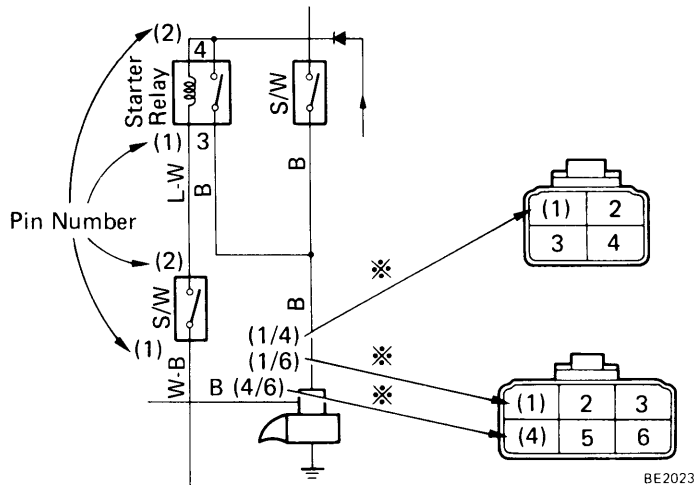 (2)
4
Starter
Relay
S/W
(1) 3
L-W
B
B
Pin Number
(2)
S/W
(1)
W-B
B
(1/4)
(1/6)
B (4/6)
※
※
※
(1) 2
3 4
(1) 2 3
(4) 5 6
BE2023